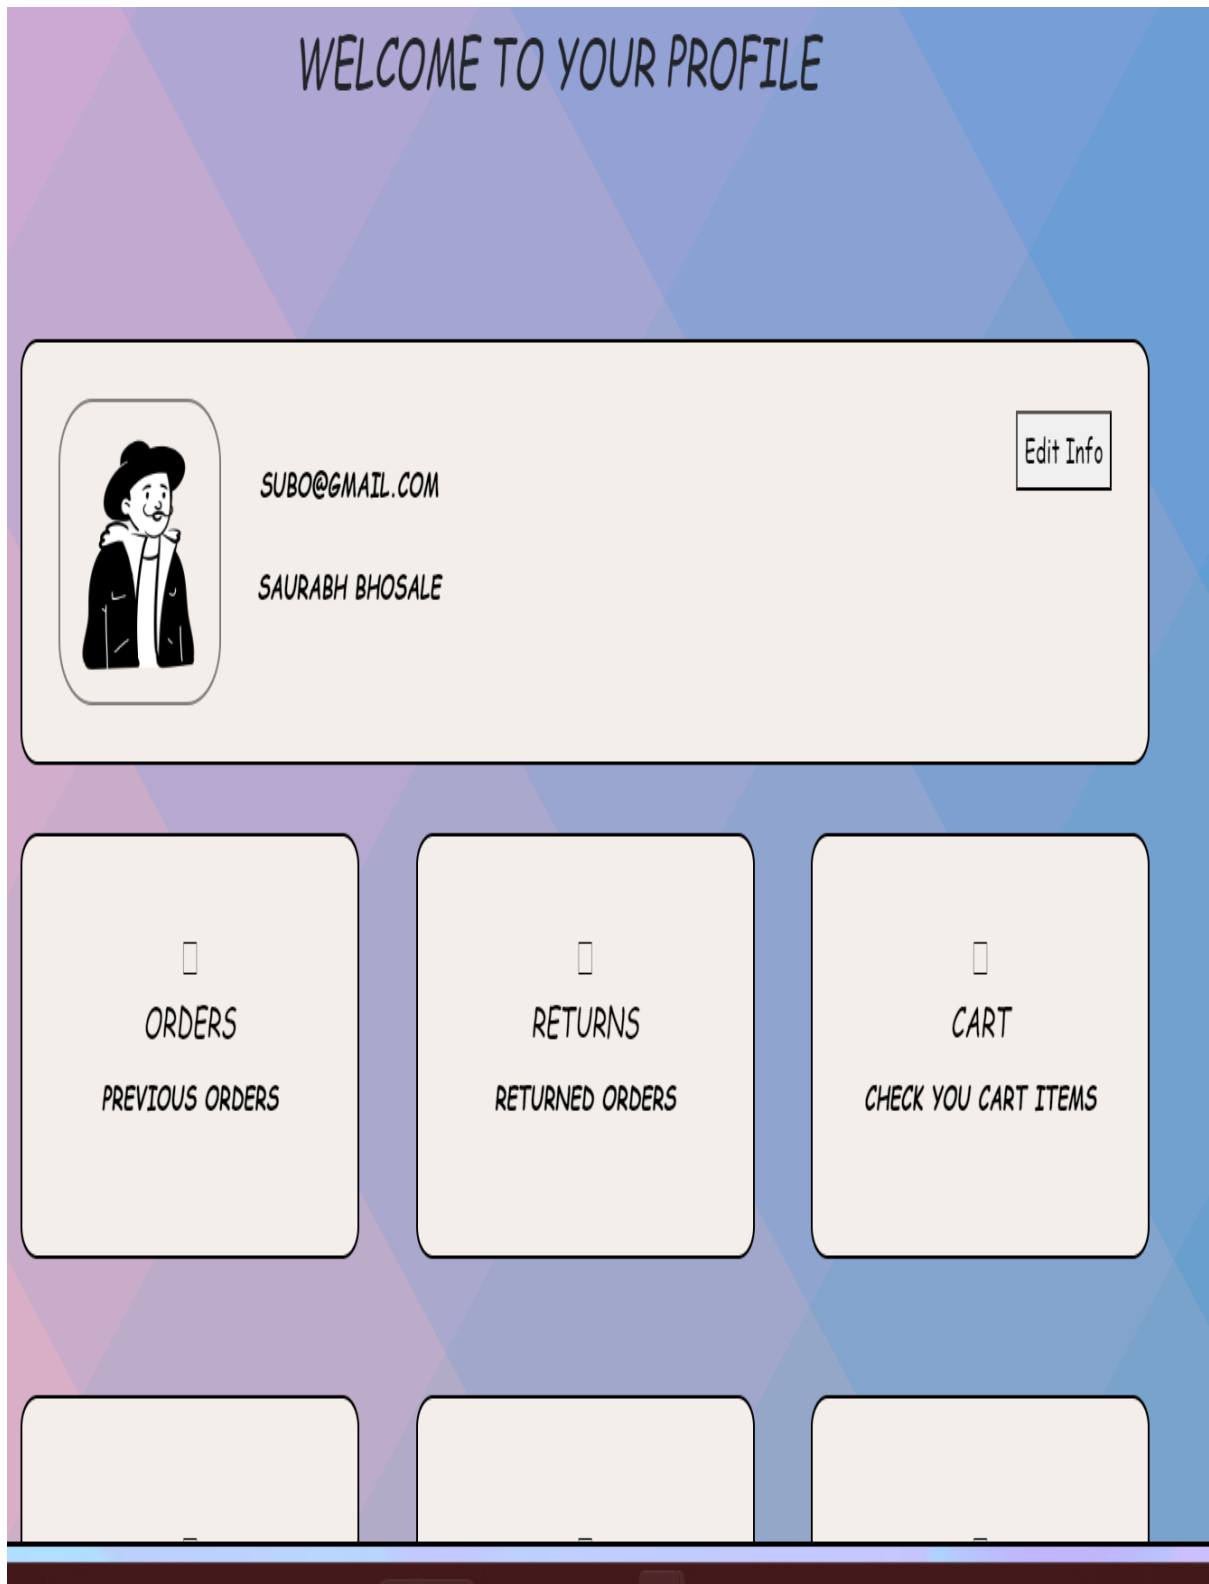 WELCOME TO YOUR PROFILE
SUBO@GMAIL.COM
Edit Info
SAURABH BHOSALE
ORDERS
PREVIOUS ORDERS
RETURNS
RETURNED ORDERS
CART
CHECK YOU CART ITEMS